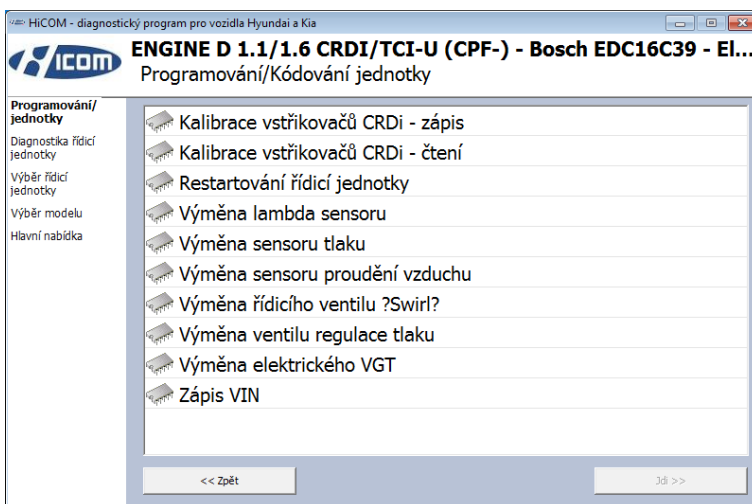 HiCOM - diagnostický program pro vozidla Hyundai a Kia
HICOM
ENGINE D 1.1/1.6 CRDI/TCI-U (CPF-) - Bosch EDC16C39 - El...
Programování/Kódování jednotky
Programování/
jednotky
Diagnostika řídicí
jednotky
Výběr řídicí
jednotky
Výběr modelu
Hlavní nabídka
Kalibrace vstřikovačů CRDi - zápis
Kalibrace vstřikovačů CRDi - čtení
Restartování řídicí jednotky
Výměna lambda sensoru
Výměna sensoru tlaku
Výměna sensoru proudění vzduchu
Výměna řídicího ventilu ?Swirl?
Výměna ventilu regulace tlaku
Výměna elektrického VGT
Zápis VIN
<< Zpět
Jdi >>